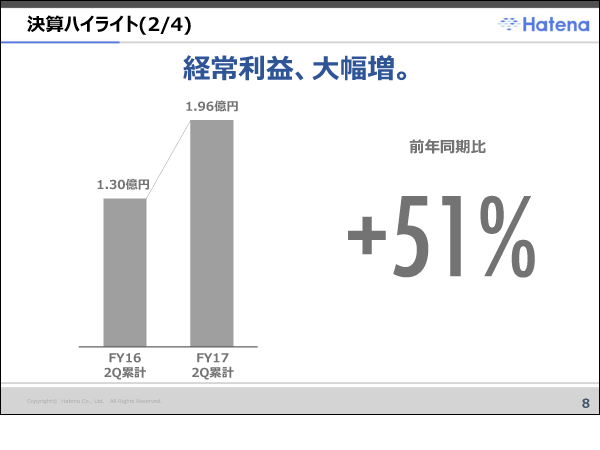 決算ハイライト(2/4)
Hatena
経常利益、大幅増。
1.96億円
1.30億円
前年同期比
+51%
FY16
2Q累計
FY17
2Q累計
Copyright© Hatena Co., Ltd. All Rights Reserved.
8